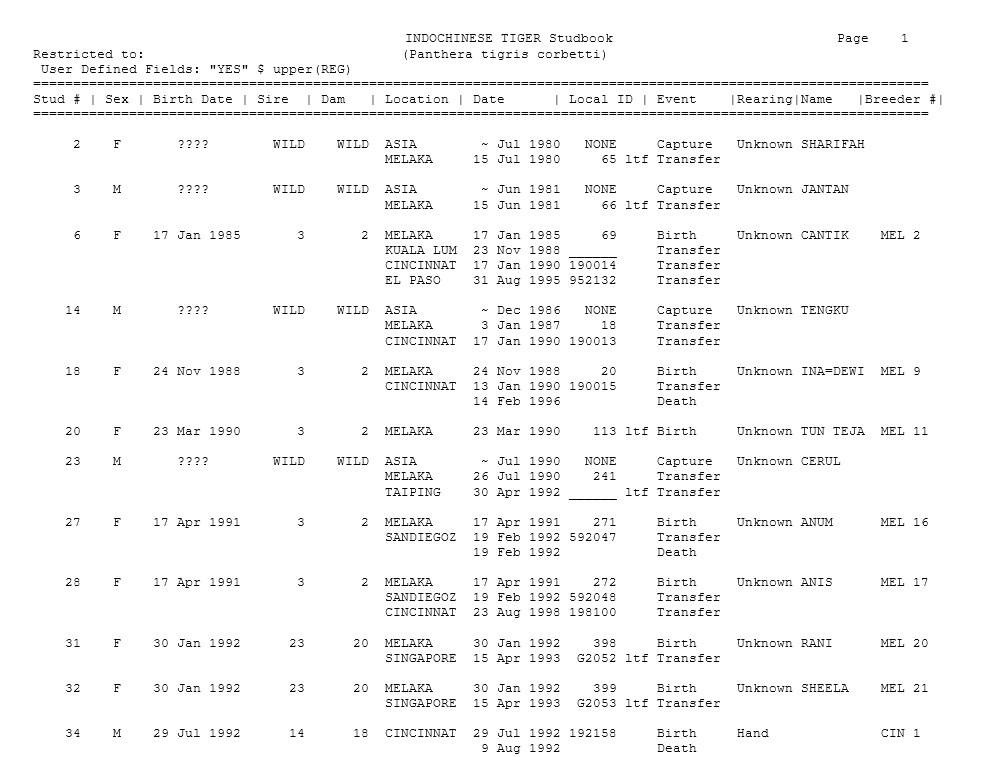 INDOCHINESE TIGER Studbook Page 1
Restricted to: (Panthera tigris corbetti)
User Defined Fields: "YES" $ upper(REG)
Stud # | Sex | Birth Date | Sire | Dam | Location | Date | Local ID | Event |Rearing|Name |Breeder #|
2 F ???? WILD WILD ASIA ~ Jul 1980 NONE Capture Unknown SHARIFAH
MELAKA 15 Jul 1980 65 ltf Transfer
3 M ???? WILD WILD ASIA ~ Jun 1981 NONE Capture Unknown JANTAN
MELAKA 15 Jun 1981 66 ltf Transfer
6 F 17 Jan 1985 3 2 MELAKA 17 Jan 1985 69 Birth Unknown CANTIK MEL 2
KUALA LUM 23 Nov 1988 ______ Transfer
CINCINNAT 17 Jan 1990 190014 Transfer
EL PASO 31 Aug 1995 952132 Transfer
14 M ???? WILD WILD ASIA ~ Dec 1986 NONE Capture Unknown TENGKU
MELAKA 3 Jan 1987 18 Transfer
CINCINNAT 17 Jan 1990 190013 Transfer
18 F 24 Nov 1988 3 2 MELAKA 24 Nov 1988 20 Birth Unknown INA=DEWI MEL 9
CINCINNAT 13 Jan 1990 190015 Transfer
14 Feb 1996 Death
20 F 23 Mar 1990 3 2 MELAKA 23 Mar 1990 113 ltf Birth Unknown TUN TEJA MEL 11
23 M ???? WILD WILD ASIA ~ Jul 1990 NONE Capture Unknown CERUL
MELAKA 26 Jul 1990 241 Transfer
TAIPING 30 Apr 1992 ______ ltf Transfer
27 F 17 Apr 1991 3 2 MELAKA 17 Apr 1991 271 Birth Unknown ANUM MEL 16
SANDIEGOZ 19 Feb 1992 592047 Transfer
19 Feb 1992 Death
28 F 17 Apr 1991 3 2 MELAKA 17 Apr 1991 272 Birth Unknown ANIS MEL 17
SANDIEGOZ 19 Feb 1992 592048 Transfer
CINCINNAT 23 Aug 1998 198100 Transfer
31 F 30 Jan 1992 23 20 MELAKA 30 Jan 1992 398 Birth Unknown RANI MEL 20
SINGAPORE 15 Apr 1993 G2052 ltf Transfer
32 F 30 Jan 1992 23 20 MELAKA 30 Jan 1992 399 Birth Unknown SHEELA MEL 21
SINGAPORE 15 Apr 1993 G2053 ltf Transfer
34 M 29 Jul 1992 14 18 CINCINNAT 29 Jul 1992 192158 Birth Hand CIN 1
9 Aug 1992 Death